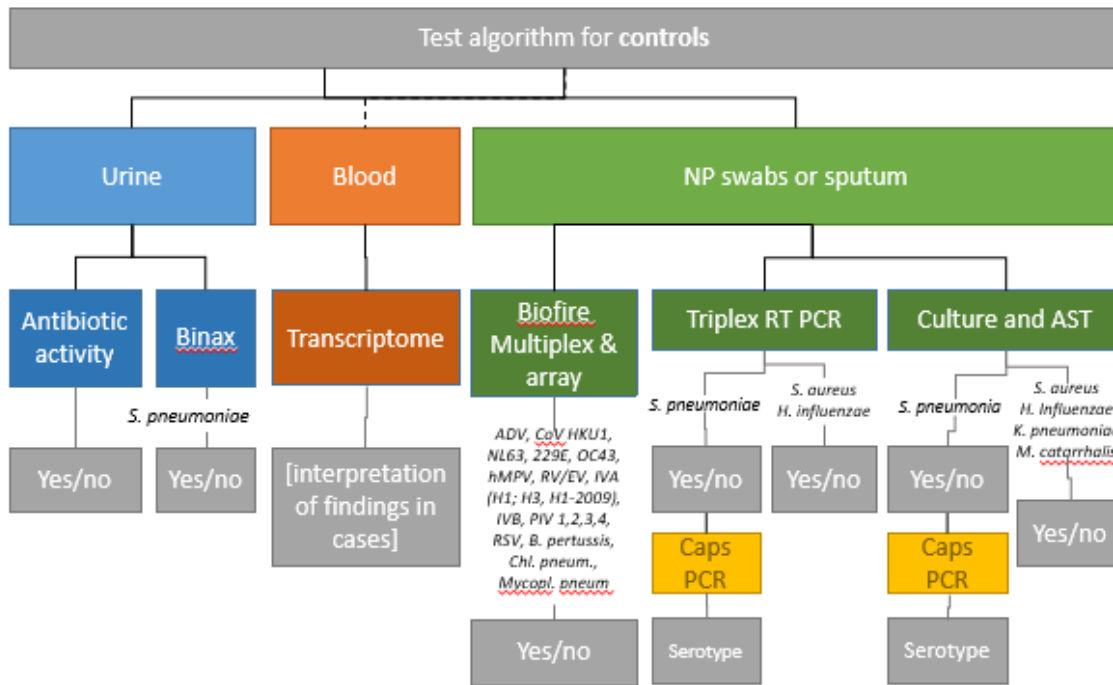 Test algorithm for controls
Urine
Blood
NP swabs or sputum
Antibiotic
activity
Binax
Transcriptome
Biofire
Multiplex &
array
Triplex RT PCR
Culture and AST
S. pneumoniae
S. pneumoniae
S. aureus
H. influenzae
S. pneumonia
S. aureus
H. Influenzae
K. pneumoniae
M. catarrhalis
ADV, CoV HKU1,
NL63, 229E, OC43,
hMPV, RV/EV, IVA
(H1; H3, H1-2009),
IVB, PIV 1,2,3,4,
RSV, B. pertussis,
Chl. pneum.,
Mycopl. pneum
Yes/no
Yes/no
[interpretation
of findings in
cases]
Yes/no
Yes/no
Yes/no
Yes/no
Caps
PCR
Caps
PCR
Yes/no
Serotype
Serotype